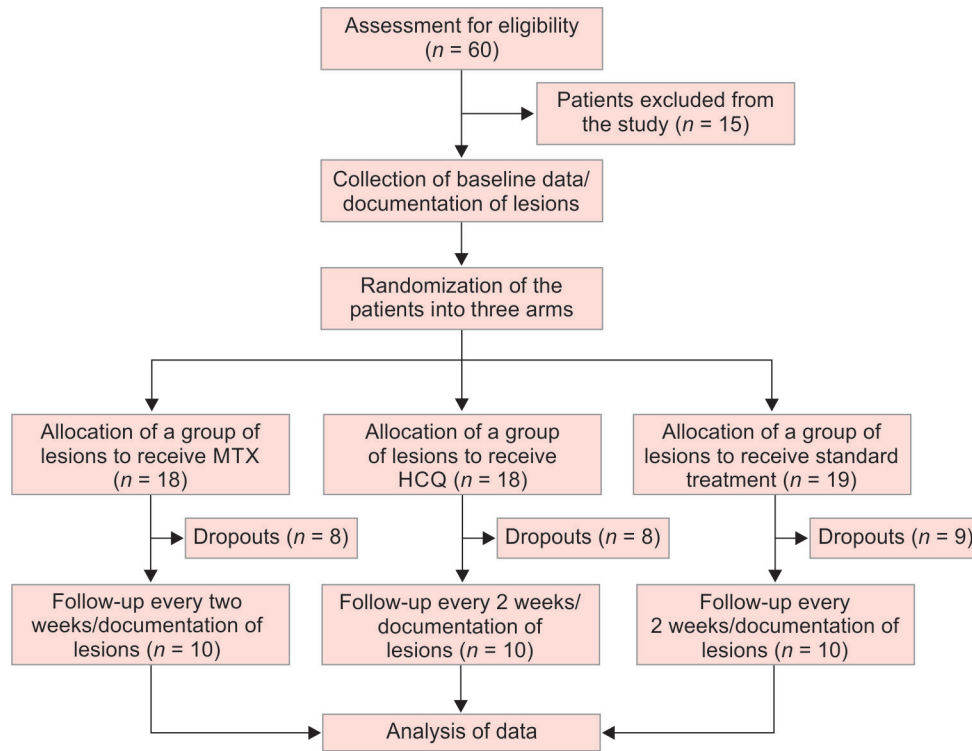 Assessment for eligibility
(n = 60)
Patients excluded from
the study (n = 15)
Collection of baseline data/
documentation of lesions
Randomization of the
patients into three arms
Allocation of a group of
lesions to receive MTX
(n = 18)
Allocation of a group
of lesions to receive
HCQ (n = 18)
Allocation of a group of
lesions to receive standard
treatment (n = 19)
Dropouts (n = 8)
Dropouts (n = 8)
Dropouts (n = 9)
Follow-up every two
weeks/documentation of
lesions (n = 10)
Follow-up every 2 weeks/
documentation of
lesions (n = 10)
Follow-up every
2 weeks/documentation of
lesions (n = 10)
Analysis of data